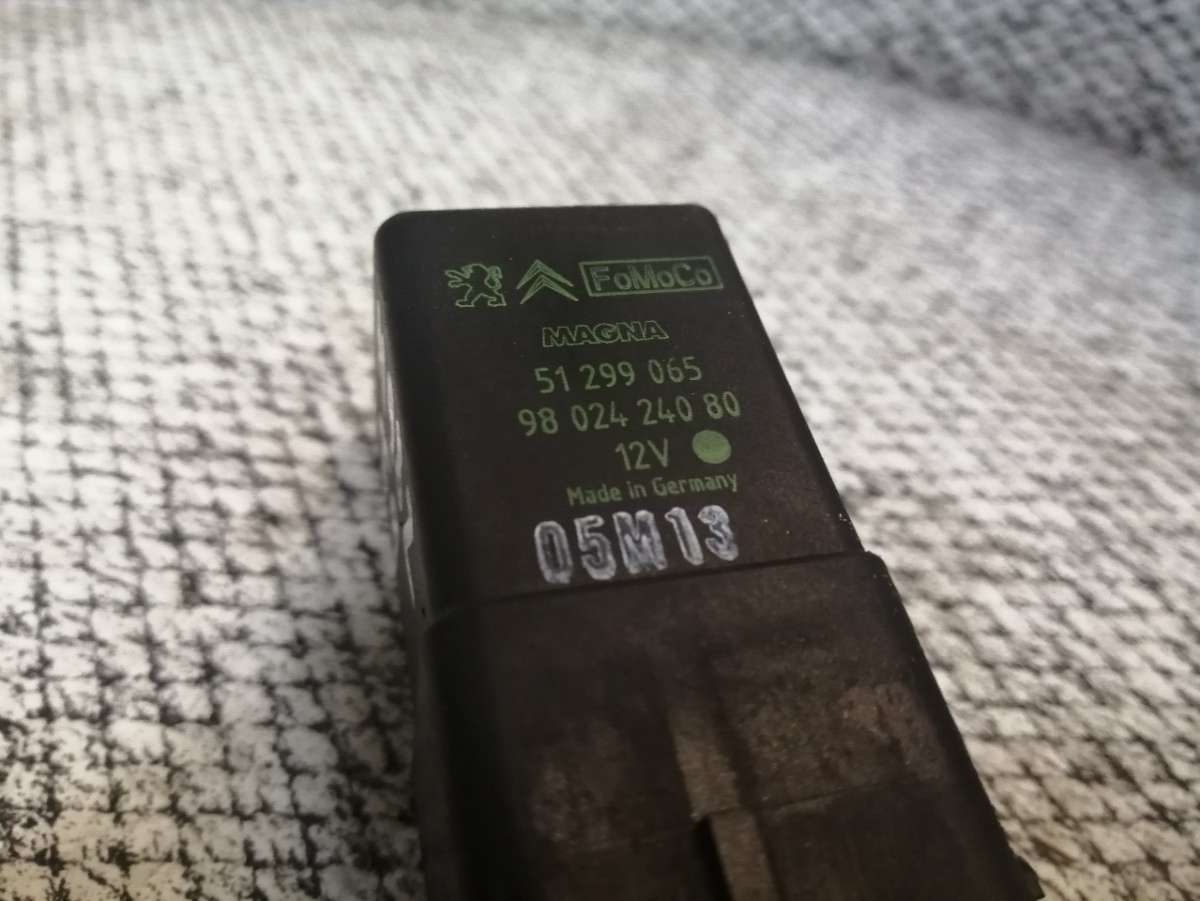 FoMoCo
MAGNA
51 299 065
98 024 240 80
12V
Made in Germany
05M13